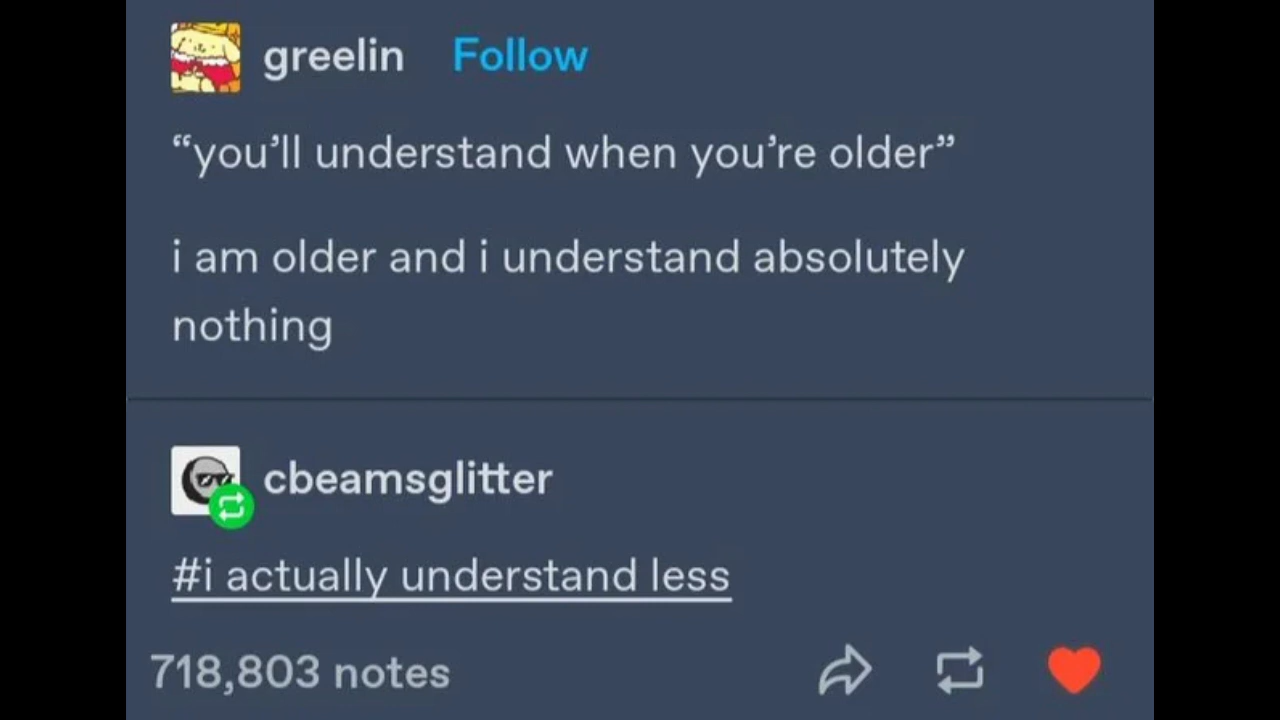 greelin Follow
“you’ll understand when you’re older”
i am older and i understand absolutely
nothing
cbeamsglitter
#i actually understand less
718,803 notes